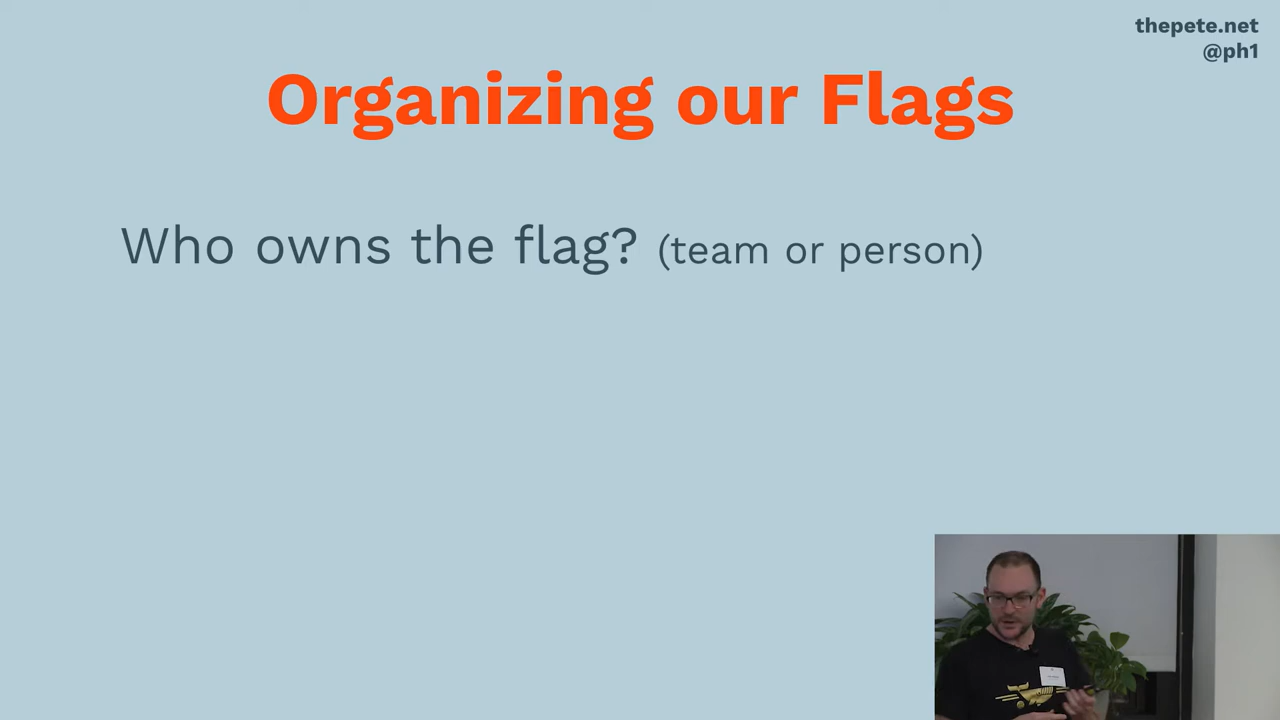 thepete.net
@ph1
Organizing our Flags
Who owns the flag? (team or person)